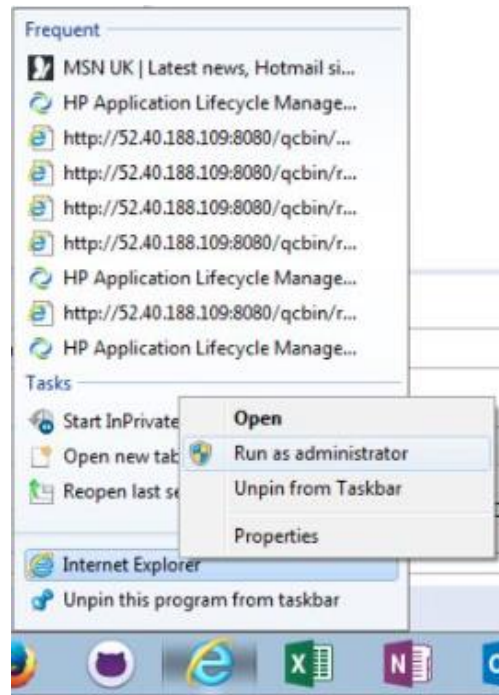 Frequent
MSN UK | Latest news, Hotmail si...
HP Application Lifecycle Manage...
http://52.40.188.109:8080/qcbin/...
http://52.40.188.109:8080/qcbin/r...
http://52.40.188.109:8080/qcbin/r...
http://52.40.188.109:8080/qcbin/r...
HP Application Lifecycle Manage...
http://52.40.188.109:8080/qcbin/r...
HP Application Lifecycle Manage...
Tasks
Start InPrivate
Open new tab
Reopen last se
Open
Run as administrator
Unpin from Taskbar
Properties
Internet Explorer
Unpin this program from taskbar